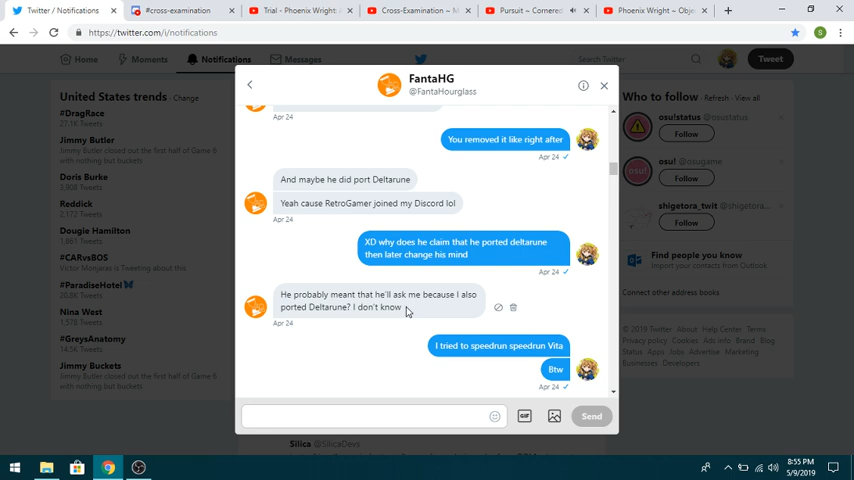 Twitter / Notifications
#cross-examination
Trial - Phoenix Wright:
Cross-Examination ~ M
Pursuit ~ Cornered
Phoenix Wright ~ Obje
https://twitter.com/i/notifications
Home
Moments
Notifications
Messages
Search Twitter
Tweet
United States trends · Change
#DragRace
27.1K Tweets
Jimmy Butler
Jimmy Butler closed out the first half of Game 6 with nothing but buckets
Doris Burke
2,908 Tweets
Reddick
2,172 Tweets
Dougie Hamilton
1,861 Tweets
#CARvsBOS
Victor Monjeras Is Tweeting about this
#ParadiseHotel
20.8K Tweets
Nina West
1,578 Tweets
#GreysAnatomy
14.5K Tweets
Jimmy Buckets
Jimmy Butler closed out the first half of Game 6 with nothing but buckets
FantaHG
@FantaHourglass
Apr 24
You removed it like right after
Apr 24
And maybe he did port Deltarune
Yeah cause RetroGamer joined my Discord lol
Apr 24
XD why does he claim that he ported deltarune
then later change his mind
Apr 24
He probably meant that he'll ask me because I also
ported Deltarune? I don't know
Apr 24
I tried to speedrun speedrun Vita
Btw
Apr 24
GIF
Send
Silica @SilicaDevs
Who to follow · Refresh · View all
osu!status @osustatus
Follow
osu! @osugame
Follow
shigetora_twit @shigetora_...
Follow
Find people you know
Import your contacts from Outlook
Connect other address books
© 2019 Twitter About Help Center Terms
Privacy policy Cookies Ads info Brand Blog
Status Apps Jobs Advertise Marketing
Businesses Developers
8:55 PM
5/9/2019